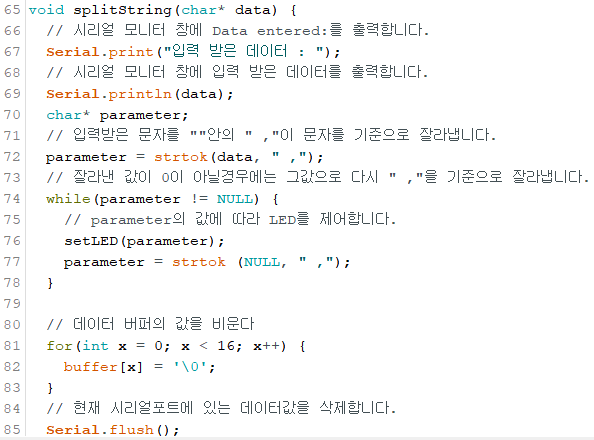 65 void splitString(char* data) {
66   // 시리얼 모니터 창에 Data entered:를 출력합니다.
67   Serial.print("입력 받은 데이터 : ");
68   // 시리얼 모니터 창에 입력 받은 데이터를 출력합니다.
69   Serial.println(data);
70   char* parameter;
71   // 입력받은 문자를 ""안의 " ,"이 문자를 기준으로 잘라냅니다.
72   parameter = strtok(data, " ,");
73   // 잘라낸 값이 0이 아닐경우에는 그값으로 다시 " ,"을 기준으로 잘라냅니다.
74   while(parameter != NULL) {
75     // parameter의 값에 따라 LED를 제어합니다.
76     setLED(parameter);
77     parameter = strtok (NULL, " ,");
78   }
79
80   // 데이터 버퍼의 값을 비운다
81   for(int x = 0; x < 16; x++) {
82     buffer[x] = '\0';
83   }
84   // 현재 시리얼포트에 있는 데이터값을 삭제합니다.
85   Serial.flush();